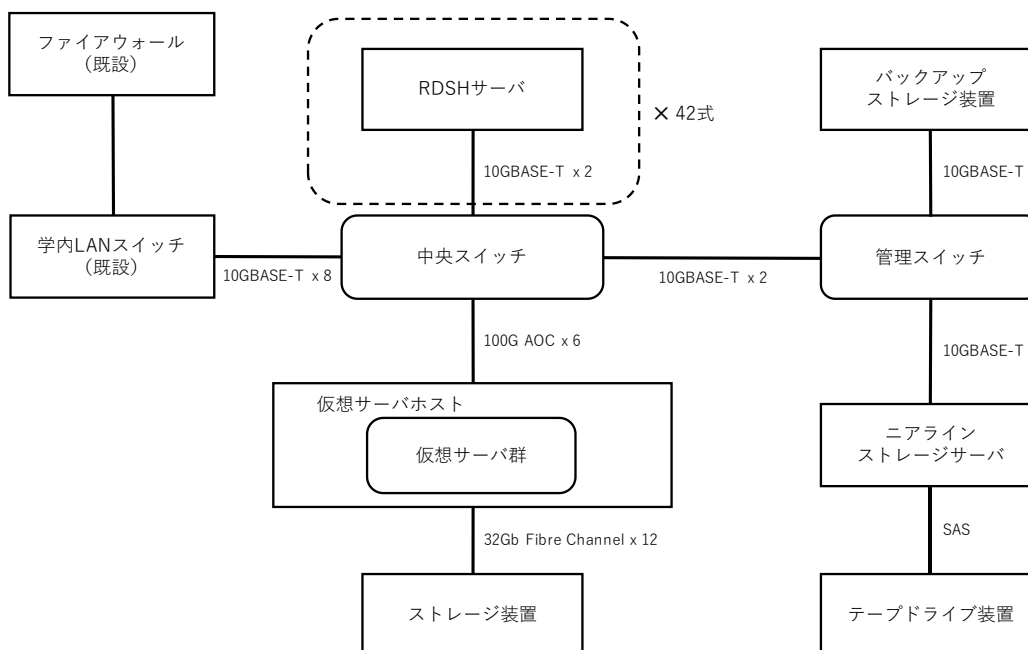 ファイアウォール
(既設)
RDSHサーバ
× 42式
バックアップ
ストレージ装置
10GBASE-T x 2
10GBASE-T
学内LANスイッチ
(既設)
中央スイッチ
管理スイッチ
10GBASE-T x 8
10GBASE-T x 2
100G AOC x 6
10GBASE-T
仮想サーバホスト
仮想サーバ群
ニアライン
ストレージサーバ
32Gb Fibre Channel x 12
SAS
ストレージ装置
テープドライブ装置